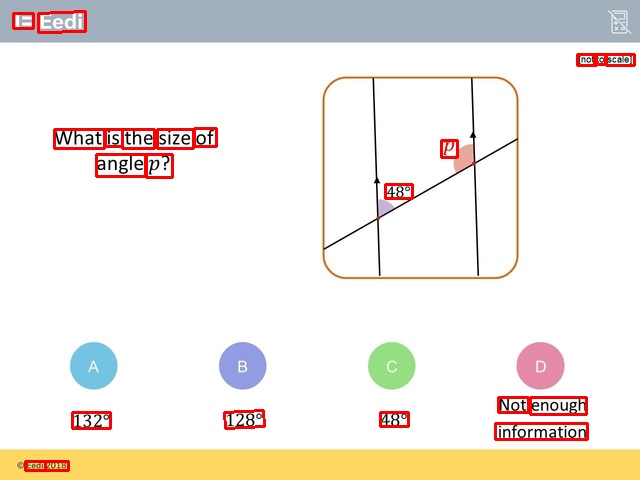 Eedi
[not to scale]
What is the size of
angle p?
p
48°
A
B
C
D
132°
128°
48°
Not enough
information
© Eedi 2018